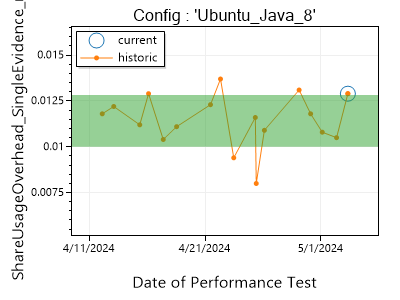 Config : 'Ubuntu_Java_8'
ShareUsageOverhead_SingleEvidence_
current
historic
0.015
0.0125
0.01
0.0075
4/11/2024
4/21/2024
5/1/2024
Date of Performance Test